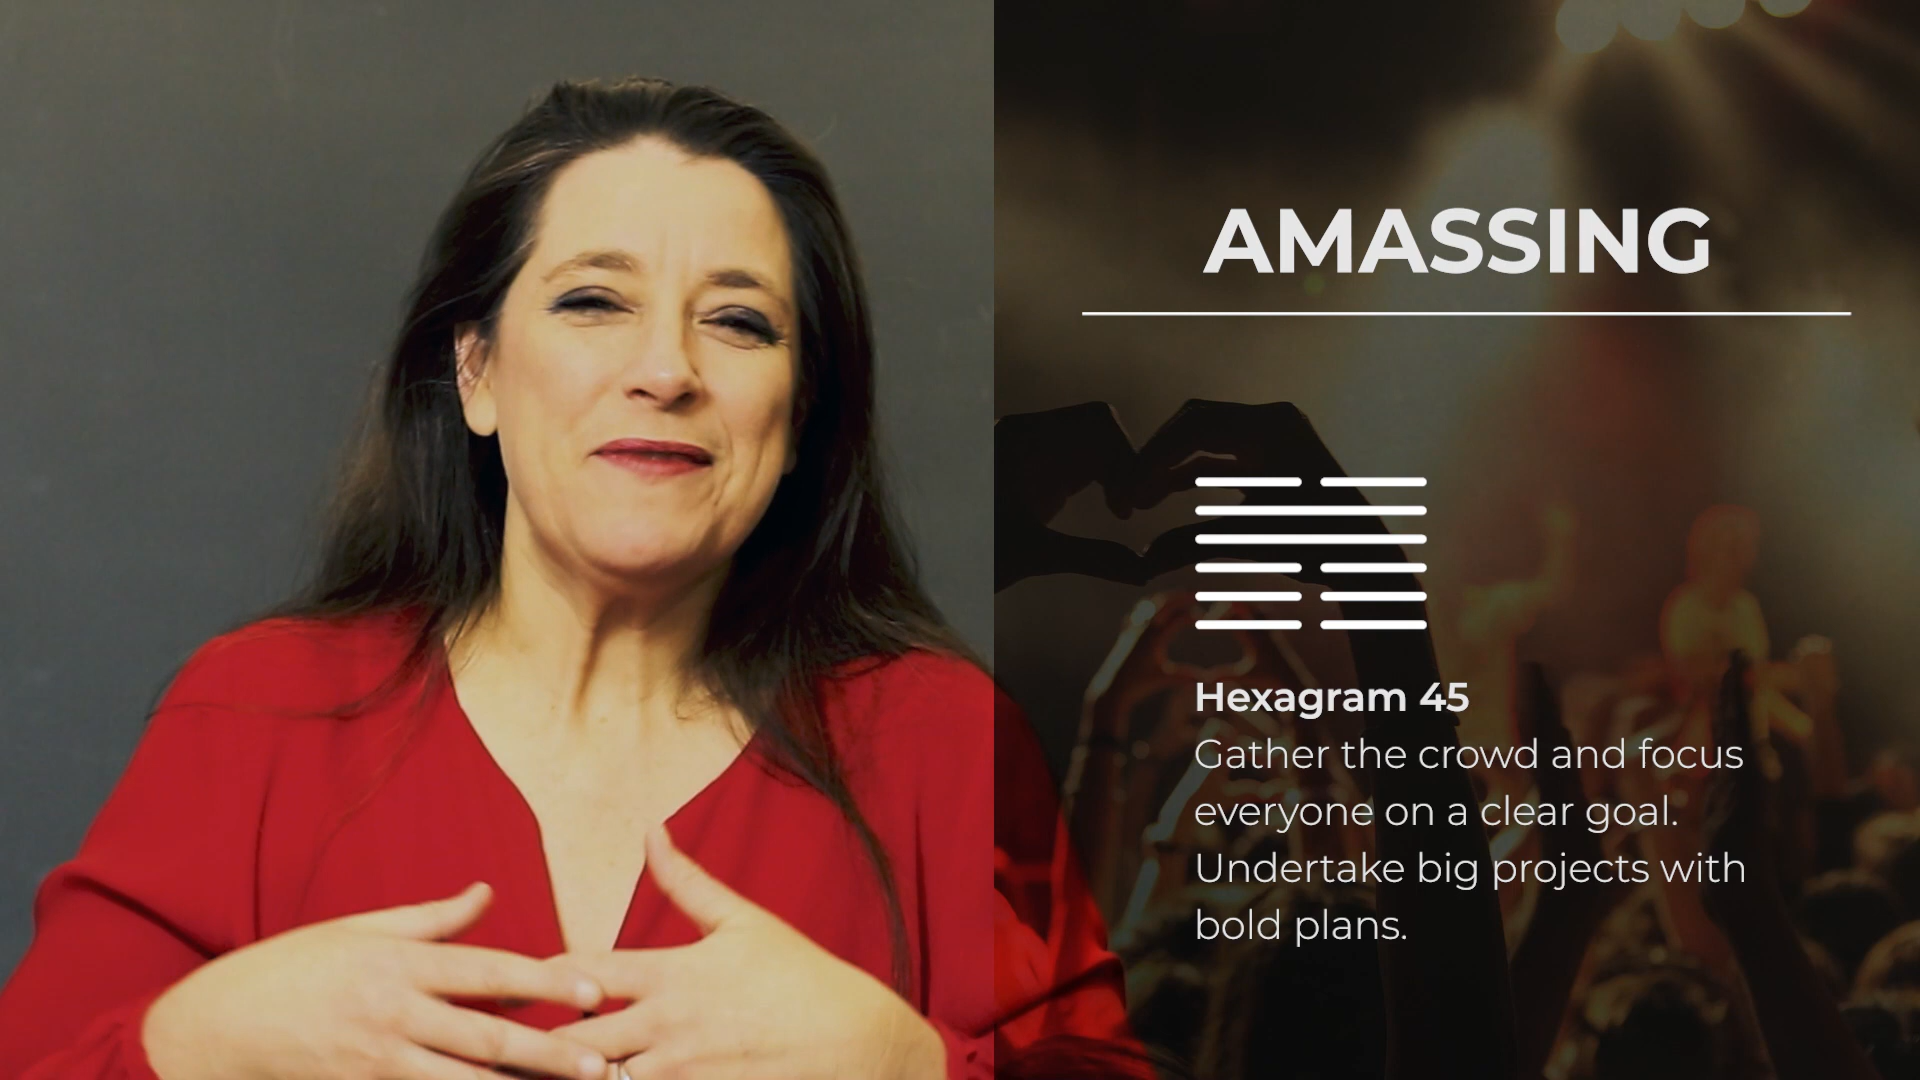 AMASSING
Hexagram 45
Gather the crowd and focus
everyone on a clear goal.
Undertake big projects with
bold plans.